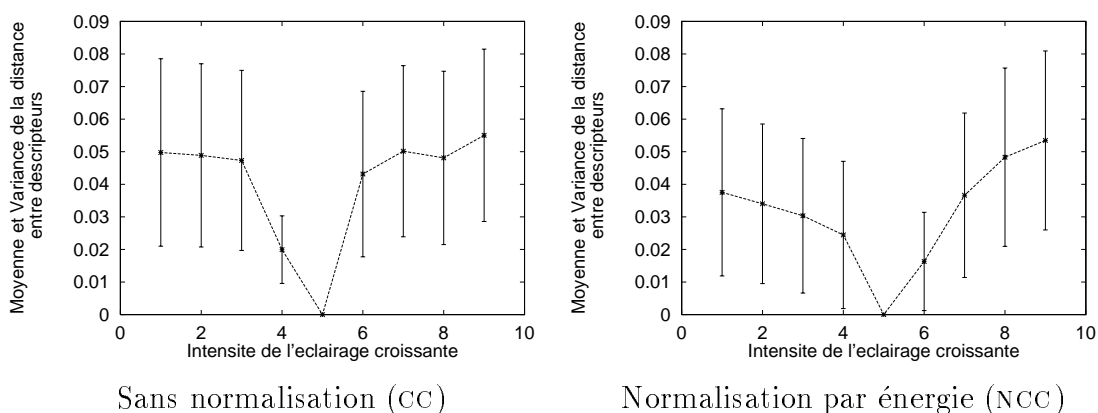 Moyenne et Variance de la distance
entre descripteurs
0.09
0.08
0.07
0.06
0.05
0.04
0.03
0.02
0.01
0
0 2 4 6 8 10
Intensite de l'eclairage croissante
Sans normalisation (CC)
Moyenne et Variance de la distance
entre descripteurs
0.09
0.08
0.07
0.06
0.05
0.04
0.03
0.02
0.01
0
0 2 4 6 8 10
Intensite de l'eclairage croissante
Normalisation par énergie (NCC)